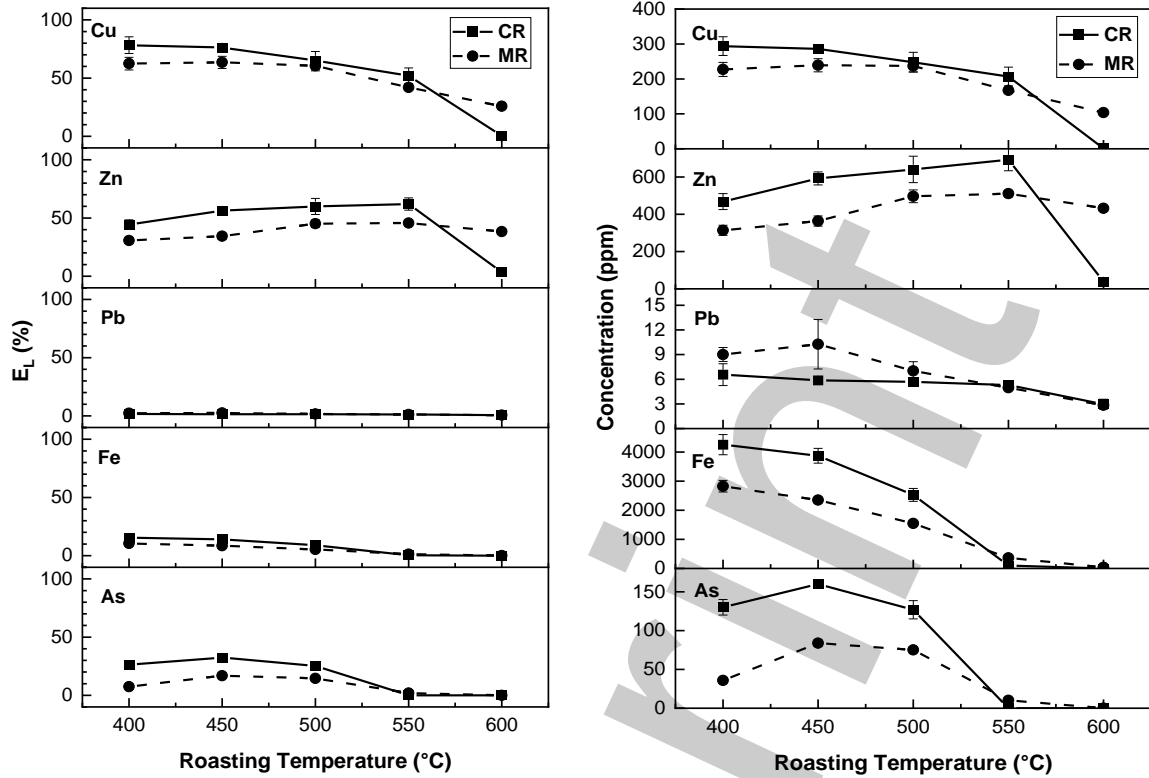 Cu
CR
MR
100
50
0
Zn
100
50
0
Pb
100
50
0
Fe
100
50
0
As
100
50
0
400 450 500 550 600
E_L (%)
Roasting Temperature (°C)
Cu
CR
MR
400
300
200
100
0
Zn
600
400
200
0
Pb
15
12
9
6
3
0
Fe
4000
3000
2000
1000
0
As
150
100
50
0
400 450 500 550 600
Concentration (ppm)
Roasting Temperature (°C)
rint